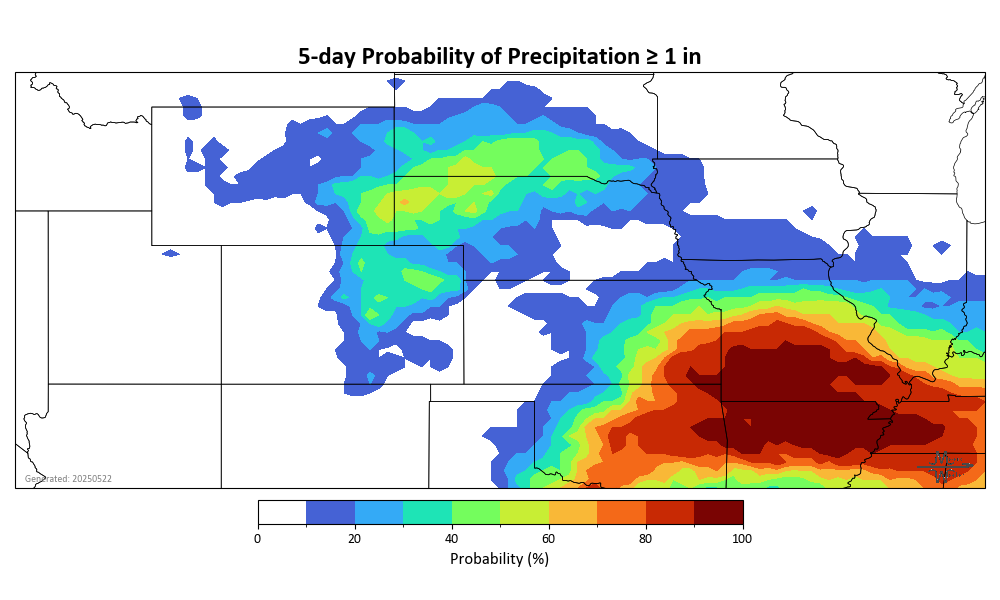 5-day Probability of Precipitation ≥ 1 in
Generated: 20250522
0 20 40 60 80 100
Probability (%)